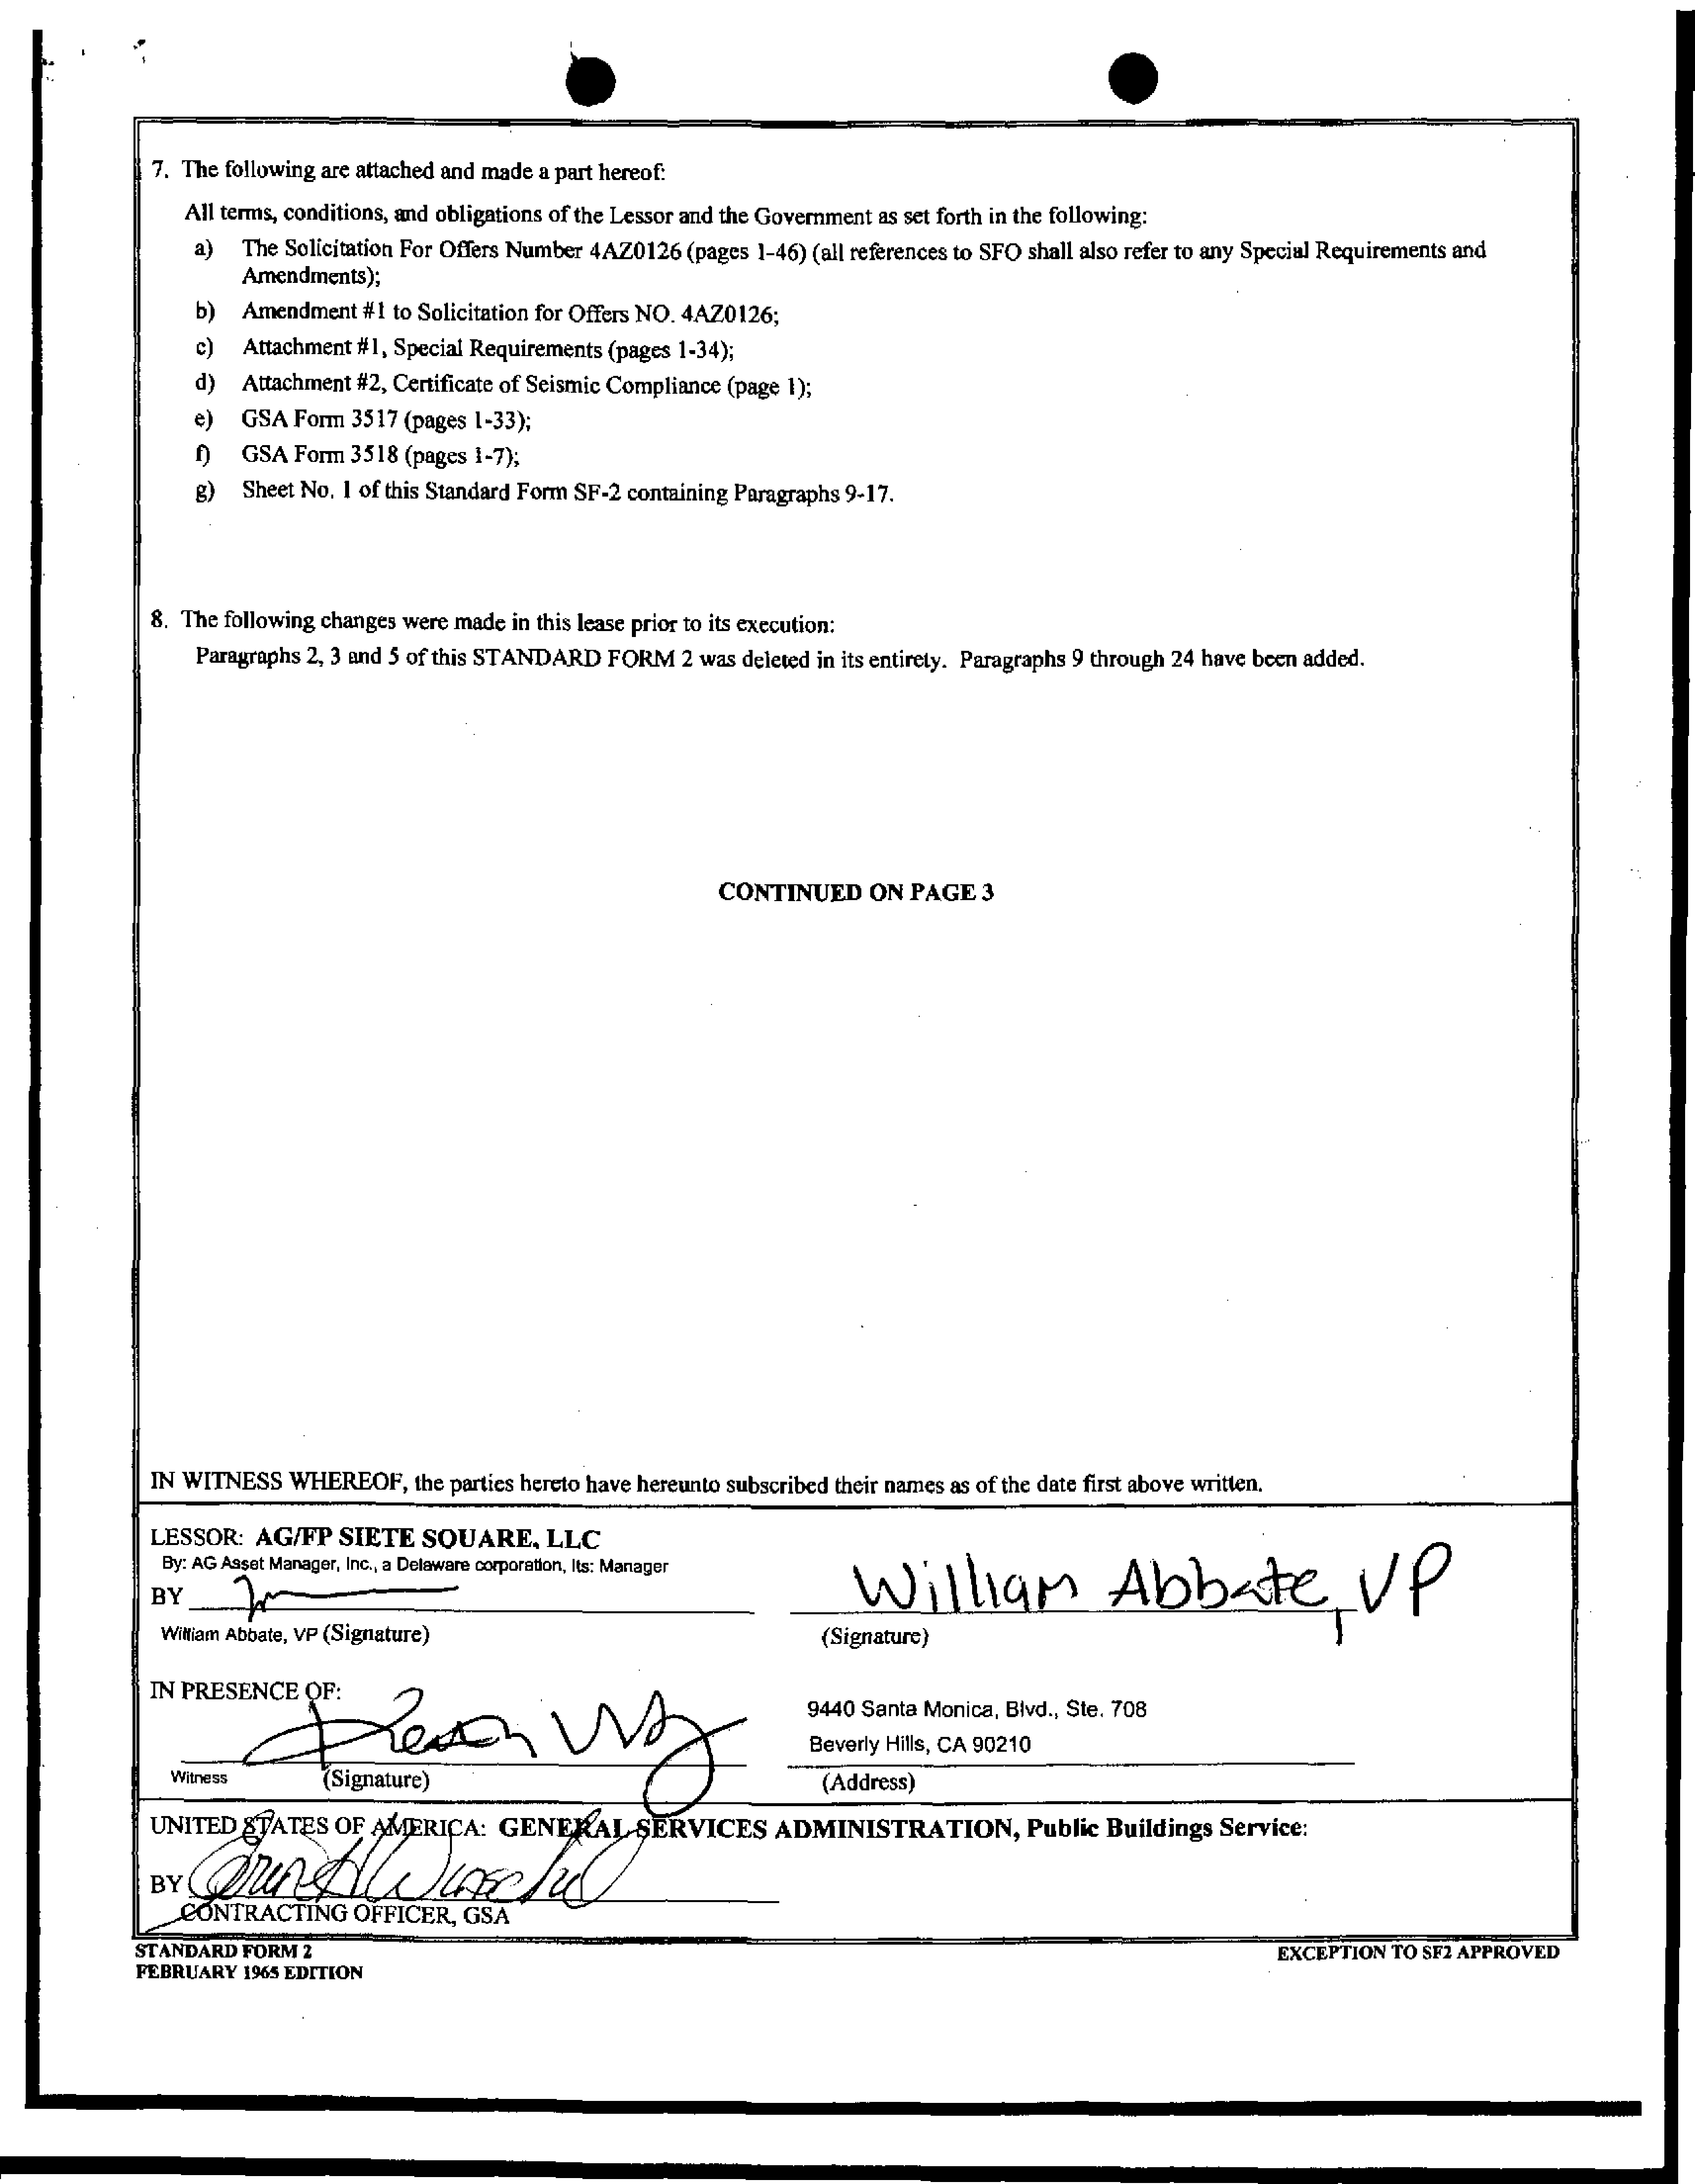 7. The following are attached and made a part hereof:
All terms, conditions, and obligations of the Lessor and the Government as set forth in the following:
a) The Solicitation For Offers Number 4AZ0126 (pages 1-46) (all references to SFO shall also refer to any Special Requirements and
Amendments);
b) Amendment #1 to Solicitation for Offers NO. 4AZ0126;
c) Attachment #1, Special Requirements (pages 1-34);
d) Attachment #2, Certificate of Seismic Compliance (page 1);
e) GSA Form 3517 (pages 1-33);
f) GSA Form 3518 (pages 1-7);
g) Sheet No. 1 of this Standard Form SF-2 containing Paragraphs 9-17.
8. The following changes were made in this lease prior to its execution:
Paragraphs 2, 3 and 5 of this STANDARD FORM 2 was deleted in its entirety. Paragraphs 9 through 24 have been added.
CONTINUED ON PAGE 3
IN WITNESS WHEREOF, the parties hereto have hereunto subscribed their names as of the date first above written.
LESSOR: AG/FP SIETE SQUARE, LLC
By: AG Asset Manager, Inc., a Delaware corporation, Its: Manager
BY
William Abbate, VP
William Abbate, VP (Signature)
(Signature)
IN PRESENCE OF:
9440 Santa Monica, Blvd., Ste. 708
Beverly Hills, CA 90210
Witness (Signature)
(Address)
UNITED STATES OF AMERICA: GENERAL SERVICES ADMINISTRATION, Public Buildings Service:
BY
CONTRACTING OFFICER, GSA
STANDARD FORM 2
FEBRUARY 1965 EDITION
EXCEPTION TO SF2 APPROVED